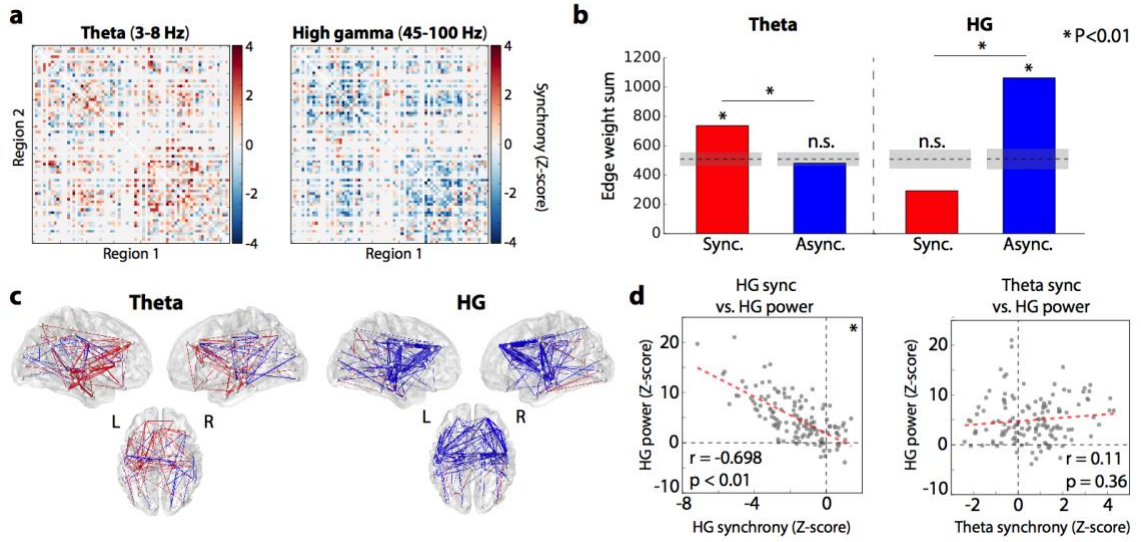 a
Theta (3-8 Hz)
High gamma (45-100 Hz)
4
2
0
-2
-4
4
2
0
-2
-4
Synchrony (Z-score)
Region 2
Region 1
Region 1
b
Theta
HG
* P<0.01
Edge weight sum
1200
1000
800
600
400
200
0
*
*
n.s.
*
n.s.
*
Sync.
Async.
Sync.
Async.
c
Theta
HG
L
R
L
R
d
HG sync
vs. HG power
*
HG power (Z-score)
20
10
0
-10
r = -0.698
p < 0.01
-8
-4
0
HG synchrony (Z-score)
Theta sync
vs. HG power
HG power (Z-score)
20
10
0
-10
r = 0.11
p = 0.36
-2
0
2
4
Theta synchrony (Z-score)